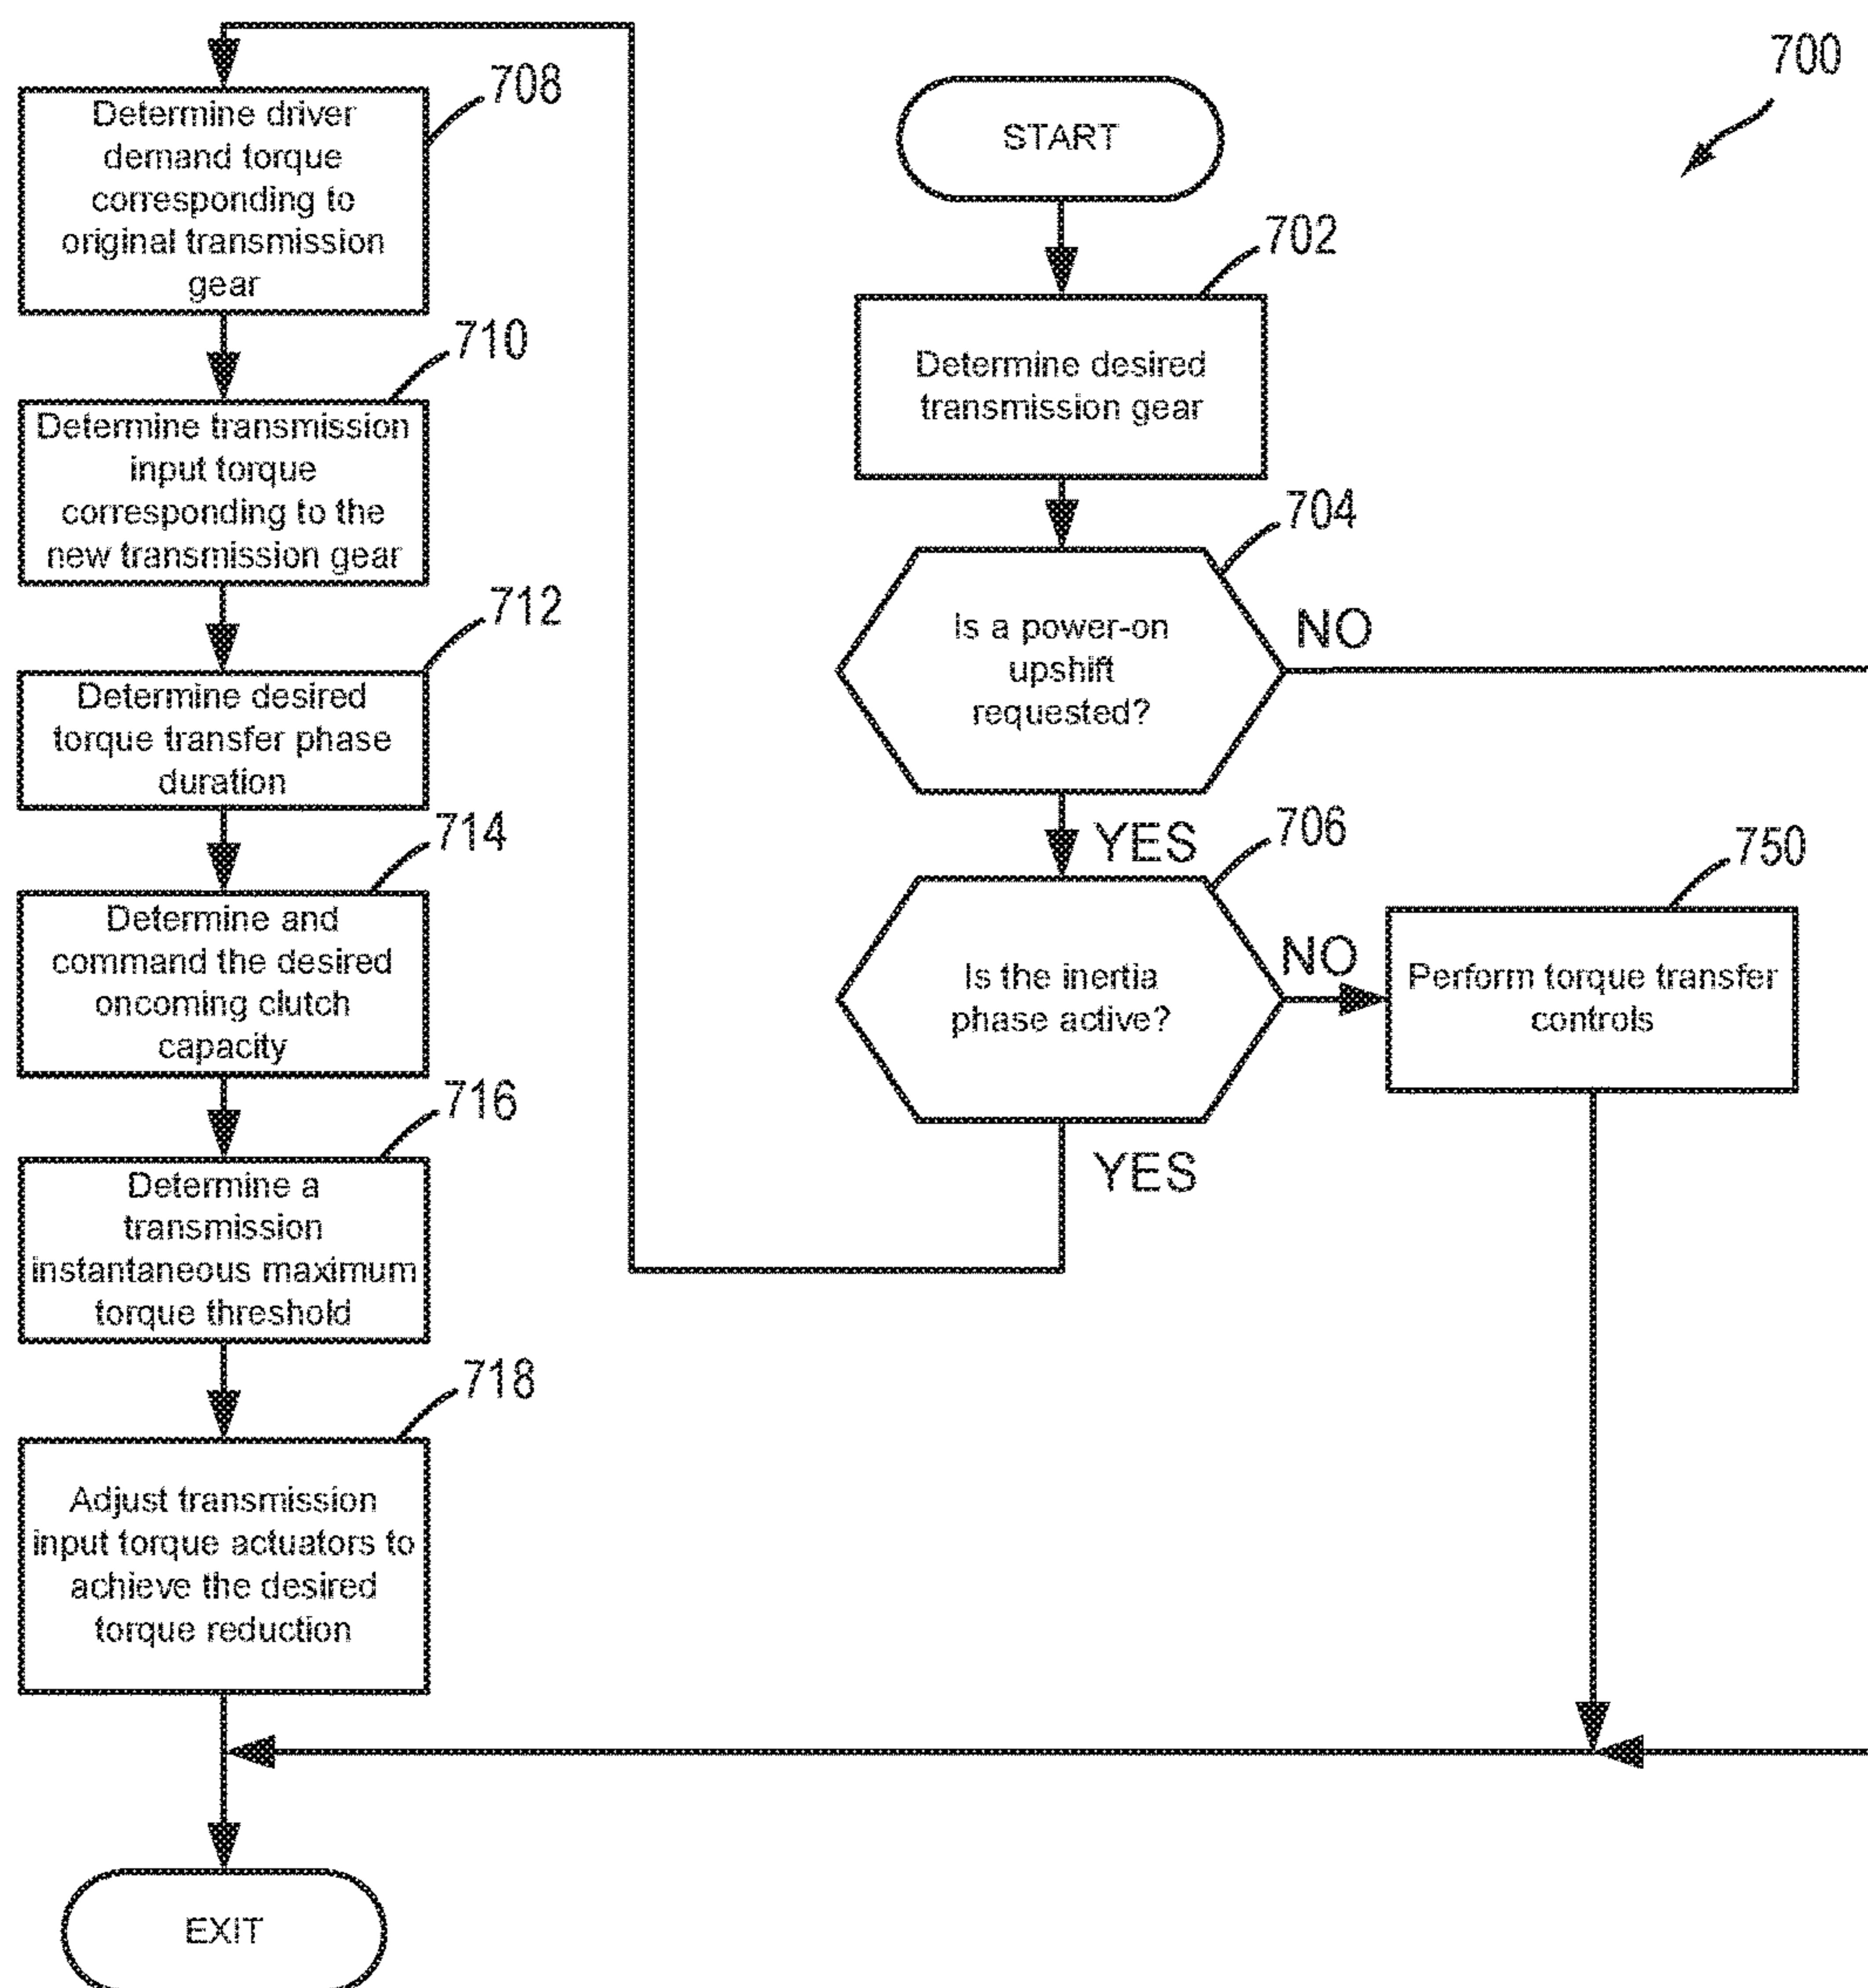 700
START
702
Determine desired
transmission gear
704
Is a power-on
upshift
requested?
NO
YES
706
Is the inertia
phase active?
NO
YES
750
Perform torque transfer
controls
708
Determine driver
demand torque
corresponding to
original transmission
gear
710
Determine transmission
input torque
corresponding to the
new transmission gear
712
Determine desired
torque transfer phase
duration
714
Determine and
command the desired
oncoming clutch
capacity
716
Determine a
transmission
instantaneous maximum
torque threshold
718
Adjust transmission
input torque actuators to
achieve the desired
torque reduction
EXIT